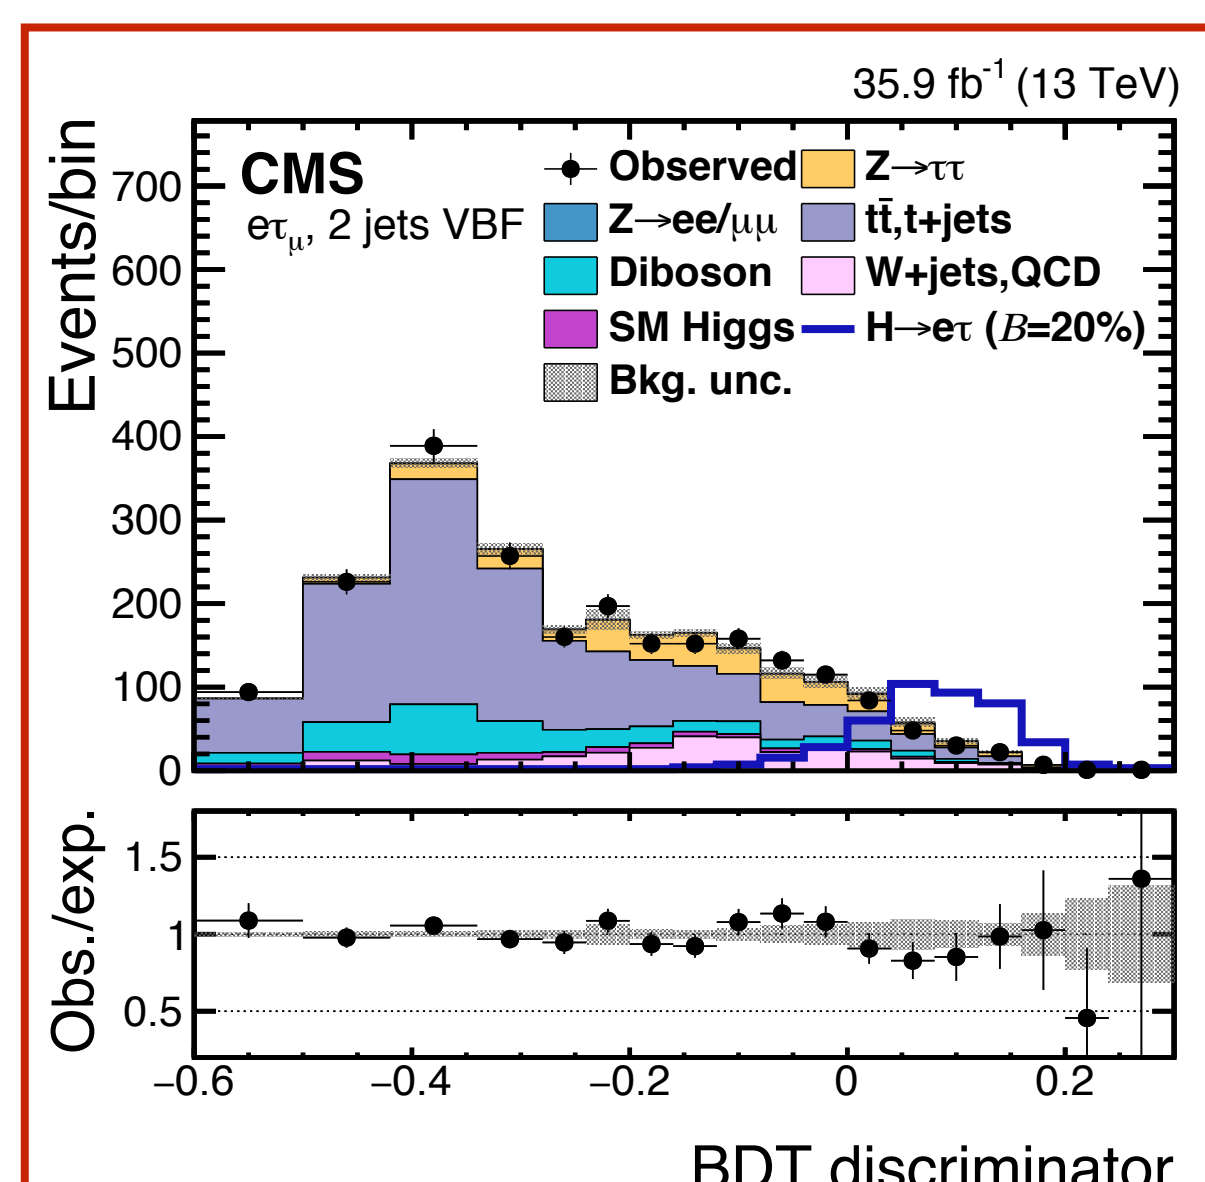 35.9 fb⁻¹ (13 TeV)
CMS
eτμ, 2 jets VBF
Observed
Z→ττ
Z→ee/μμ
tt̄,t+jets
Diboson
W+jets,QCD
SM Higgs
H→eτ (B=20%)
Bkg. unc.
Events/bin
700
600
500
400
300
200
100
0
Obs./exp.
1.5
1
0.5
−0.6 −0.4 −0.2 0 0.2
BDT discriminator